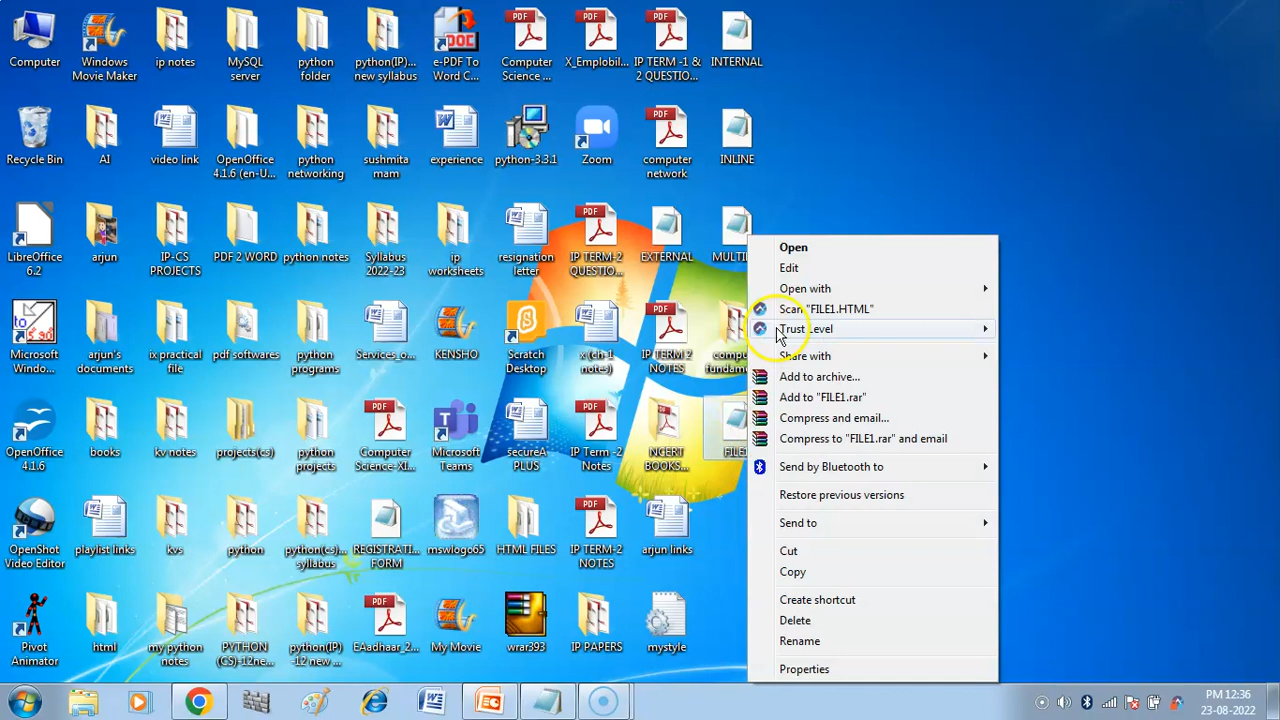 Computer
Windows
Movie Maker
ip notes
MySQL
server
python
folder
python(IP)...
new syllabus
e-PDF To
Word C...
Computer
Science ...
X_Emplobil...
IP TERM -1 &
2 QUESTIO...
INTERNAL
Recycle Bin
AI
video link
OpenOffice
4.1.6 (en-U...
python
networking
sushmita
mam
experience
python-3.3.1
Zoom
computer
network
INLINE
LibreOffice
6.2
arjun
IP-CS
PROJECTS
PDF 2 WORD
python notes
Syllabus
2022-23
ip
worksheets
resignation
letter
IP TERM-2
QUESTIO...
EXTERNAL
MULTI
Microsoft
Windo...
arjun's
documents
ix practical
file
pdf softwares
python
programs
Services_o...
KENSHO
Scratch
Desktop
x (ch-1
notes)
IP TERM 2
NOTES
compu
fundam
OpenOffice
4.1.6
books
kv notes
projects(cs)
python
projects
Computer
Science-XI...
Microsoft
Teams
secureA
PLUS
IP Term -2
Notes
NCERT
BOOKS...
FILE
OpenShot
Video Editor
playlist links
kvs
python
python(cs)...
syllabus
REGISTRATI...
FORM
mswlogo65
HTML FILES
IP TERM-2
NOTES
arjun links
Pivot
Animator
html
my python
notes
PYTHON
(CS)-12ne...
python(IP)
-12 new ...
EAadhaar_2...
My Movie
wrar393
IP PAPERS
mystyle
Open
Edit
Open with
Scan "FILE1.HTML"
Trust Level
Share with
Add to archive...
Add to "FILE1.rar"
Compress and email...
Compress to "FILE1.rar" and email
Send by Bluetooth to
Restore previous versions
Send to
Cut
Copy
Create shortcut
Delete
Rename
Properties
PM 12:36
23-08-2022